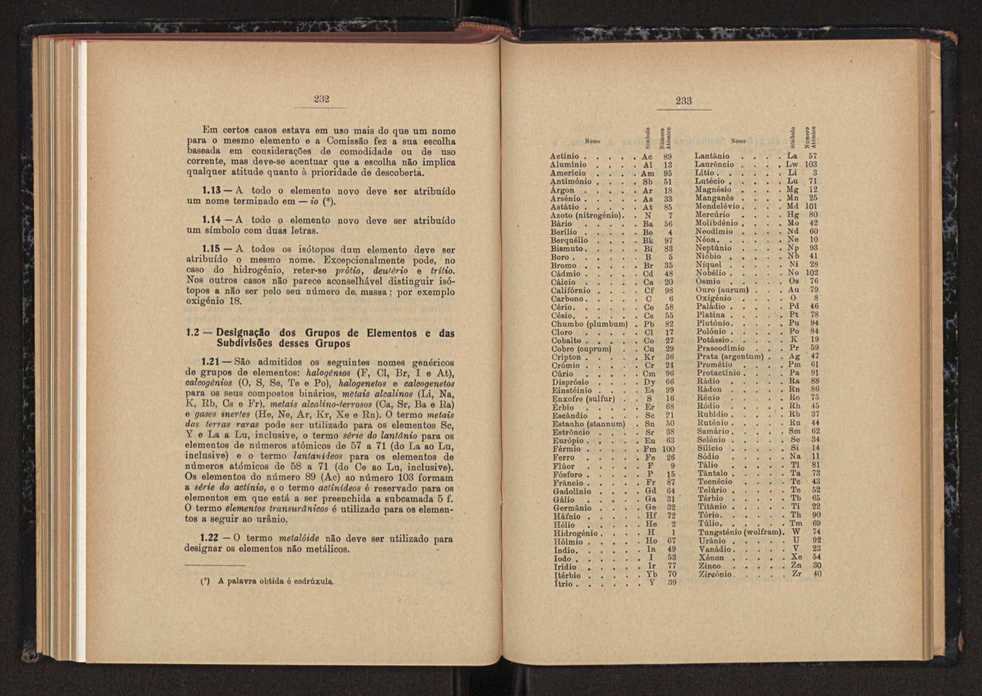 232
Em certos casos estava em uso mais do que um nome
para o mesmo elemento e a Comissão fez a sua escolha
baseada em considerações de comodidade ou de uso
corrente, mas deve-se acentuar que a escolha não implica
qualquer atitude quanto à prioridade de descoberta.
1.13 — A todo o elemento novo deve ser atribuído
um nome terminado em — io (*).
1.14 — A todo o elemento novo deve ser atribuído
um símbolo com duas letras.
1.15 — A todos os isótopos dum elemento deve ser
atribuído o mesmo nome. Excepcionalmente pode, no
caso do hidrogénio, reter-se prótio, deutério e trítio.
Nos outros casos não parece aconselhável distinguir isó-
topos a não ser pelo seu número de massa; por exemplo
oxigénio 18.
1.2 — Designação dos Grupos de Elementos e das
Subdivisões desses Grupos
1.21 — São admitidos os seguintes nomes genéricos
de grupos de elementos: halogéneos (F, Cl, Br, I e At),
calcogéneos (O, S, Se, Te e Po), halogenetos e calcogenetos
para os seus compostos binários, metais alcalinos (Li, Na,
K, Rb, Cs e Fr), metais alcalino-terrosos (Ca, Sr, Ba e Ra)
e gases inertes (He, Ne, Ar, Kr, Xe e Rn). O termo metais
das terras raras pode ser utilizado para os elementos Sc,
Y e La a Lu, inclusive, o termo série do lantânio para os
elementos de números atómicos de 57 a 71 (do La ao Lu,
inclusive) e o termo lantanídeos para os elementos de
números atómicos de 58 a 71 (do Ce ao Lu, inclusive).
Os elementos do número 89 (Ac) ao número 103 formam
a série do actínio, e o termo actinídeos é reservado para os
elementos em que está a ser preenchida a subcamada 5 f.
O termo elementos transurânicos é utilizado para os elemen-
tos a seguir ao urânio.
1.22 — O termo metalóide não deve ser utilizado para
designar os elementos não metálicos.
(*) A palavra obtida é esdrúxula.
233
Nome Símbolo Número Atómico Nome Símbolo Número Atómico
Actínio . . . . . Ac 89 Lantânio . . . . La 57
Alumínio . . . . Al 13 Laurêncio . . . . Lw 103
Amerício . . . . Am 95 Lítio . . . . . Li 3
Antimónio . . . . Sb 51 Lutécio . . . . . Lu 71
Árgon . . . . . Ar 18 Magnésio . . . . Mg 12
Arsénio . . . . . As 33 Manganês . . . . Mn 25
Astátio . . . . . At 85 Mendelévio . . . . Md 101
Azoto (nitrogénio) . . N 7 Mercúrio . . . . Hg 80
Bário . . . . . Ba 56 Molibdénio . . . . Mo 42
Berílio . . . . . Be 4 Neodímio . . . . Nd 60
Berquélio . . . . Bk 97 Néon . . . . . Ne 10
Bismuto . . . . . Bi 83 Neptúnio . . . . Np 93
Boro . . . . . B 5 Nióbio . . . . . Nb 41
Bromo . . . . . Br 35 Níquel . . . . . Ni 28
Cádmio . . . . . Cd 48 Nobélio . . . . . No 102
Cálcio . . . . . Ca 20 Ósmio . . . . . Os 76
Califórnio . . . . Cf 98 Ouro (aurum) . . . Au 79
Carbono . . . . . C 6 Oxigénio . . . . O 8
Cério . . . . . Ce 58 Paládio . . . . . Pd 46
Césio . . . . . Cs 55 Platina . . . . . Pt 78
Chumbo (plumbum) . Pb 82 Plutónio . . . . . Pu 94
Cloro . . . . . Cl 17 Polónio . . . . . Po 84
Cobalto . . . . . Co 27 Potássio . . . . . K 19
Cobre (cuprum) . . Cu 29 Praseodímio . . . Pr 59
Crípton . . . . . Kr 36 Prata (argentum) . . Ag 47
Crómio . . . . . Cr 24 Promécio . . . . Pm 61
Cúrio . . . . . Cm 96 Protactínio . . . . Pa 91
Disprósio . . . . Dy 66 Rádio . . . . . Ra 88
Einsteinio . . . . Es 99 Rádon . . . . . Rn 86
Enxofre (sulfur) . . S 16 Rénio . . . . . Re 75
Érbio . . . . . Er 68 Ródio . . . . . Rh 45
Escândio . . . . Sc 21 Rubídio . . . . . Rb 37
Estanho (stannum) . Sn 50 Ruténio . . . . . Ru 44
Estrôncio . . . . Sr 38 Samário . . . . . Sm 62
Európio . . . . . Eu 63 Selénio . . . . . Se 34
Férmio . . . . . Fm 100 Silício . . . . . Si 14
Ferro . . . . . Fe 26 Sódio . . . . . Na 11
Flúor . . . . . F 9 Tálio . . . . . Tl 81
Fósforo . . . . . P 15 Tântalo . . . . . Ta 73
Frâncio . . . . . Fr 87 Tecnécio . . . . Tc 43
Gadolínio . . . . Gd 64 Telúrio . . . . . Te 52
Gálio . . . . . Ga 31 Térbio . . . . . Tb 65
Germânio . . . . Ge 32 Titânio . . . . . Ti 22
Háfnio . . . . . Hf 72 Tório . . . . . Th 90
Hélio . . . . . He 2 Túlio . . . . . Tm 69
Hidrogénio . . . . H 1 Tungsténio (wolfram) . W 74
Hólmio . . . . . Ho 67 Urânio . . . . . U 92
Índio . . . . . In 49 Vanádio . . . . . V 23
Iodo . . . . . I 53 Xénon . . . . . Xe 54
Irídio . . . . . Ir 77 Zinco . . . . . Zn 30
Itérbio . . . . . Yb 70 Zircónio . . . . . Zr 40
Ítrio . . . . . Y 39